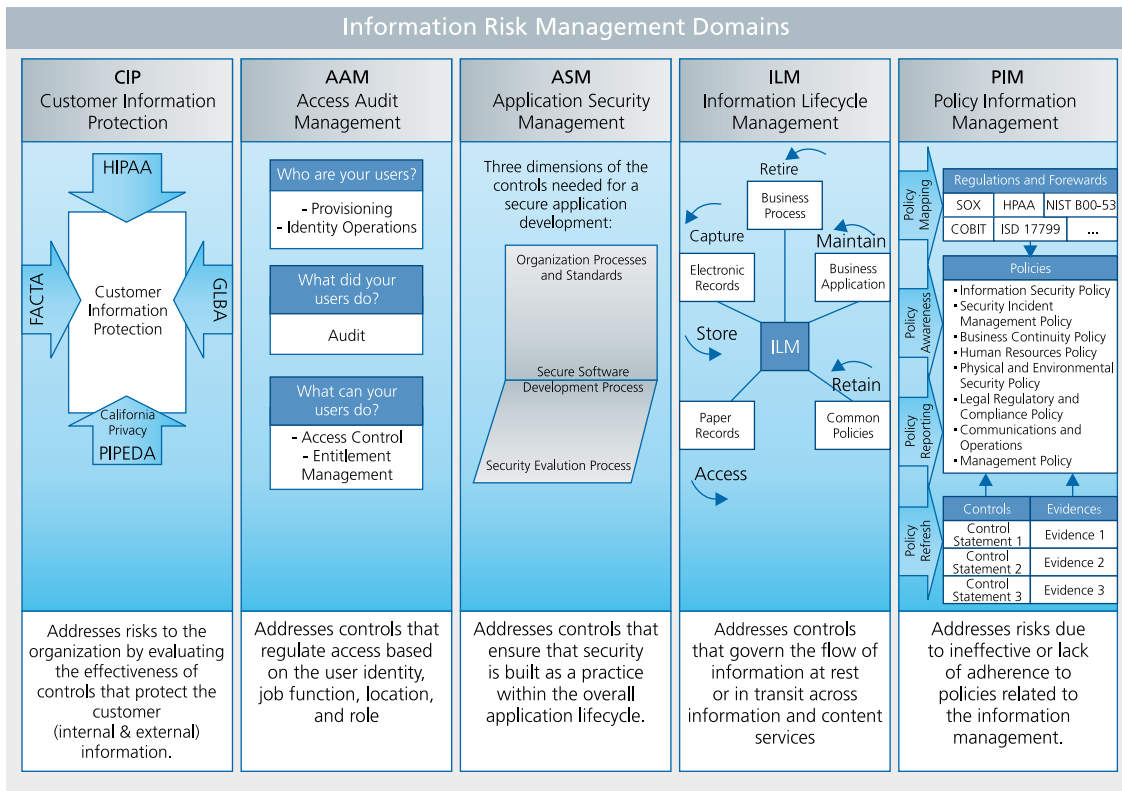 Information Risk Management Domains
CIP
Customer Information
Protection
HIPAA
FACTA
Customer
Information
Protection
GLBA
California
Privacy
PIPEDA
Addresses risks to the
organization by evaluating
the effectiveness of
controls that protect the
customer
(internal & external)
information.
AAM
Access Audit
Management
Who are your users?
- Provisioning
- Identity Operations
What did your
users do?
Audit
What can your
users do?
- Access Control
- Entitlement
Management
Addresses controls that
regulate access based
on the user identity,
job function, location,
and role
ASM
Application Security
Management
Three dimensions of the
controls needed for a
secure application
development:
Organization Processes
and Standards
Secure Software
Development Process
Security Evalution Process
Addresses controls that
ensure that security
is built as a practice
within the overall
application lifecycle.
ILM
Information Lifecycle
Management
Retire
Business
Process
Capture
Maintain
Electronic
Records
Business
Application
Store
ILM
Retain
Paper
Records
Common
Policies
Access
Addresses controls
that govern the flow of
information at rest
or in transit across
information and content
services
PIM
Policy Information
Management
Policy
Mapping
Policy
Awareness
Policy
Reporting
Policy
Refresh
Regulations and Forewards
SOX HPAA NIST B00-53
COBIT ISD 17799 ...
Policies
▪ Information Security Policy
▪ Security Incident
Management Policy
▪ Business Continuity Policy
▪ Human Resources Policy
▪ Physical and Environmental
Security Policy
▪ Legal Regulatory and
Compliance Policy
▪ Communications and
Operations
▪ Management Policy
Controls Evidences
Control
Statement 1 Evidence 1
Control
Statement 2 Evidence 2
Control
Statement 3 Evidence 3
Addresses risks due
to ineffective or lack
of adherence to
policies related to
the information
management.